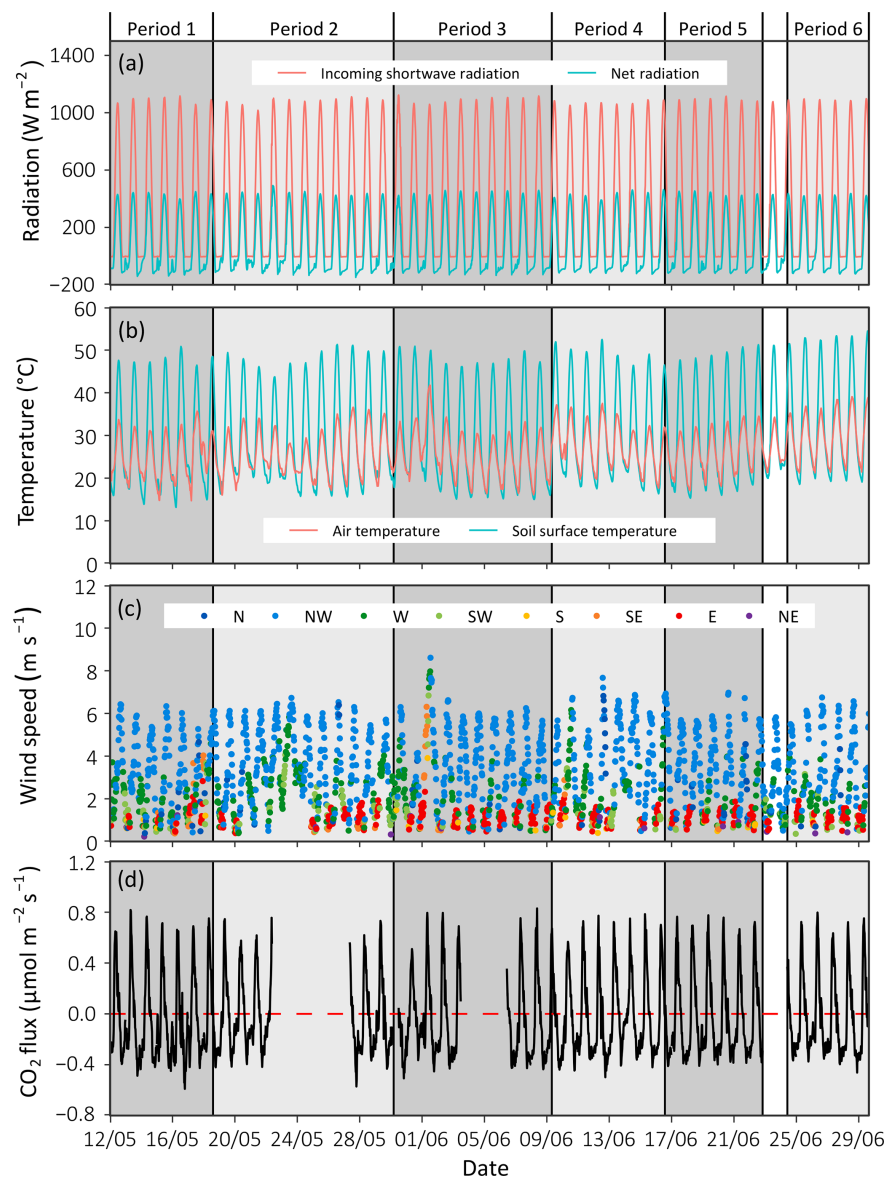 Period 1 Period 2 Period 3 Period 4 Period 5 Period 6
(a)
Incoming shortwave radiation Net radiation
Radiation (W m⁻²)
1400
1000
600
200
−200
(b)
Air temperature Soil surface temperature
Temperature (°C)
60
50
40
30
20
10
0
(c)
N NW W SW S SE E NE
Wind speed (m s⁻¹)
12
10
8
6
4
2
0
(d)
CO₂ flux (μmol m⁻² s⁻¹)
1.2
0.8
0.4
0.0
−0.4
−0.8
12/05 16/05 20/05 24/05 28/05 01/06 05/06 09/06 13/06 17/06 21/06 25/06 29/06
Date